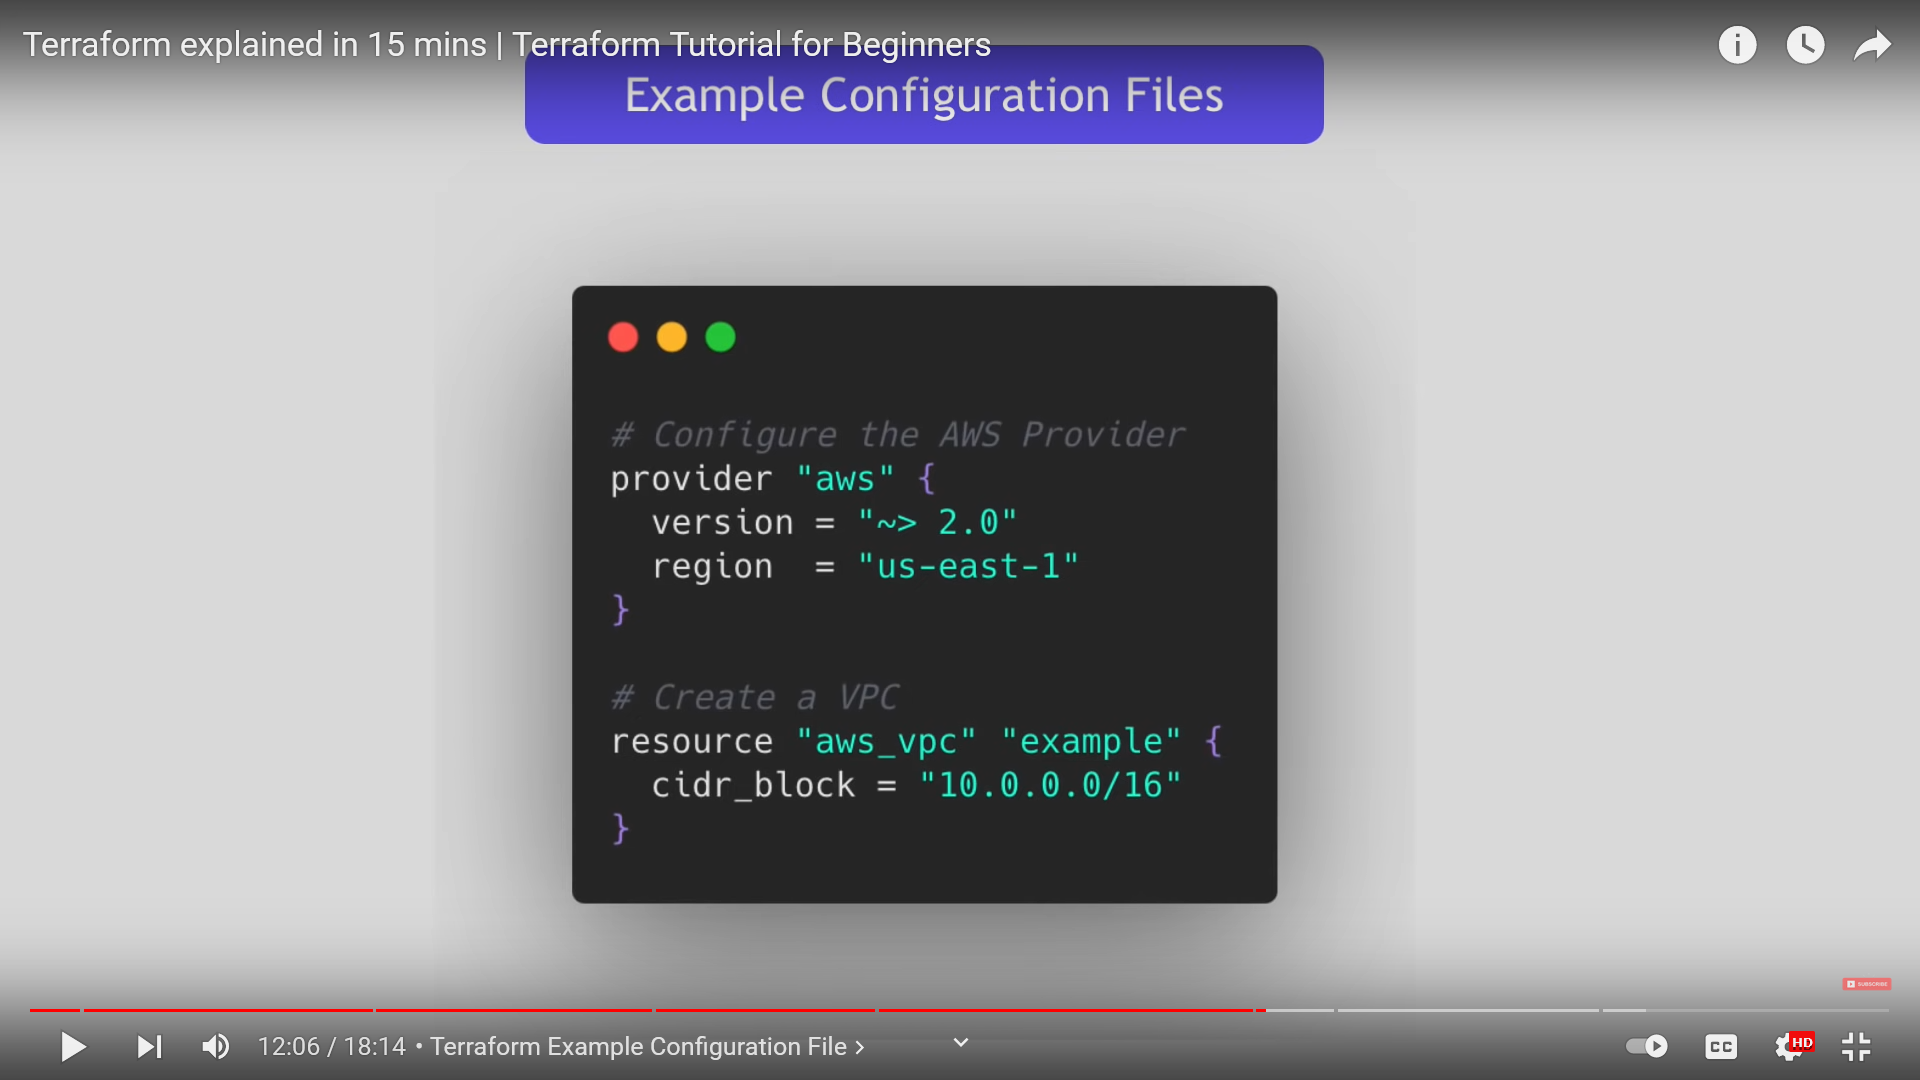 Terraform explained in 15 mins | Terraform Tutorial for Beginners
Example Configuration Files
# Configure the AWS Provider
provider "aws" {
  version = "~> 2.0"
  region  = "us-east-1"
}
# Create a VPC
resource "aws_vpc" "example" {
  cidr_block = "10.0.0.0/16"
}
SUBSCRIBE
12:06 / 18:14 • Terraform Example Configuration File >
CC
HD